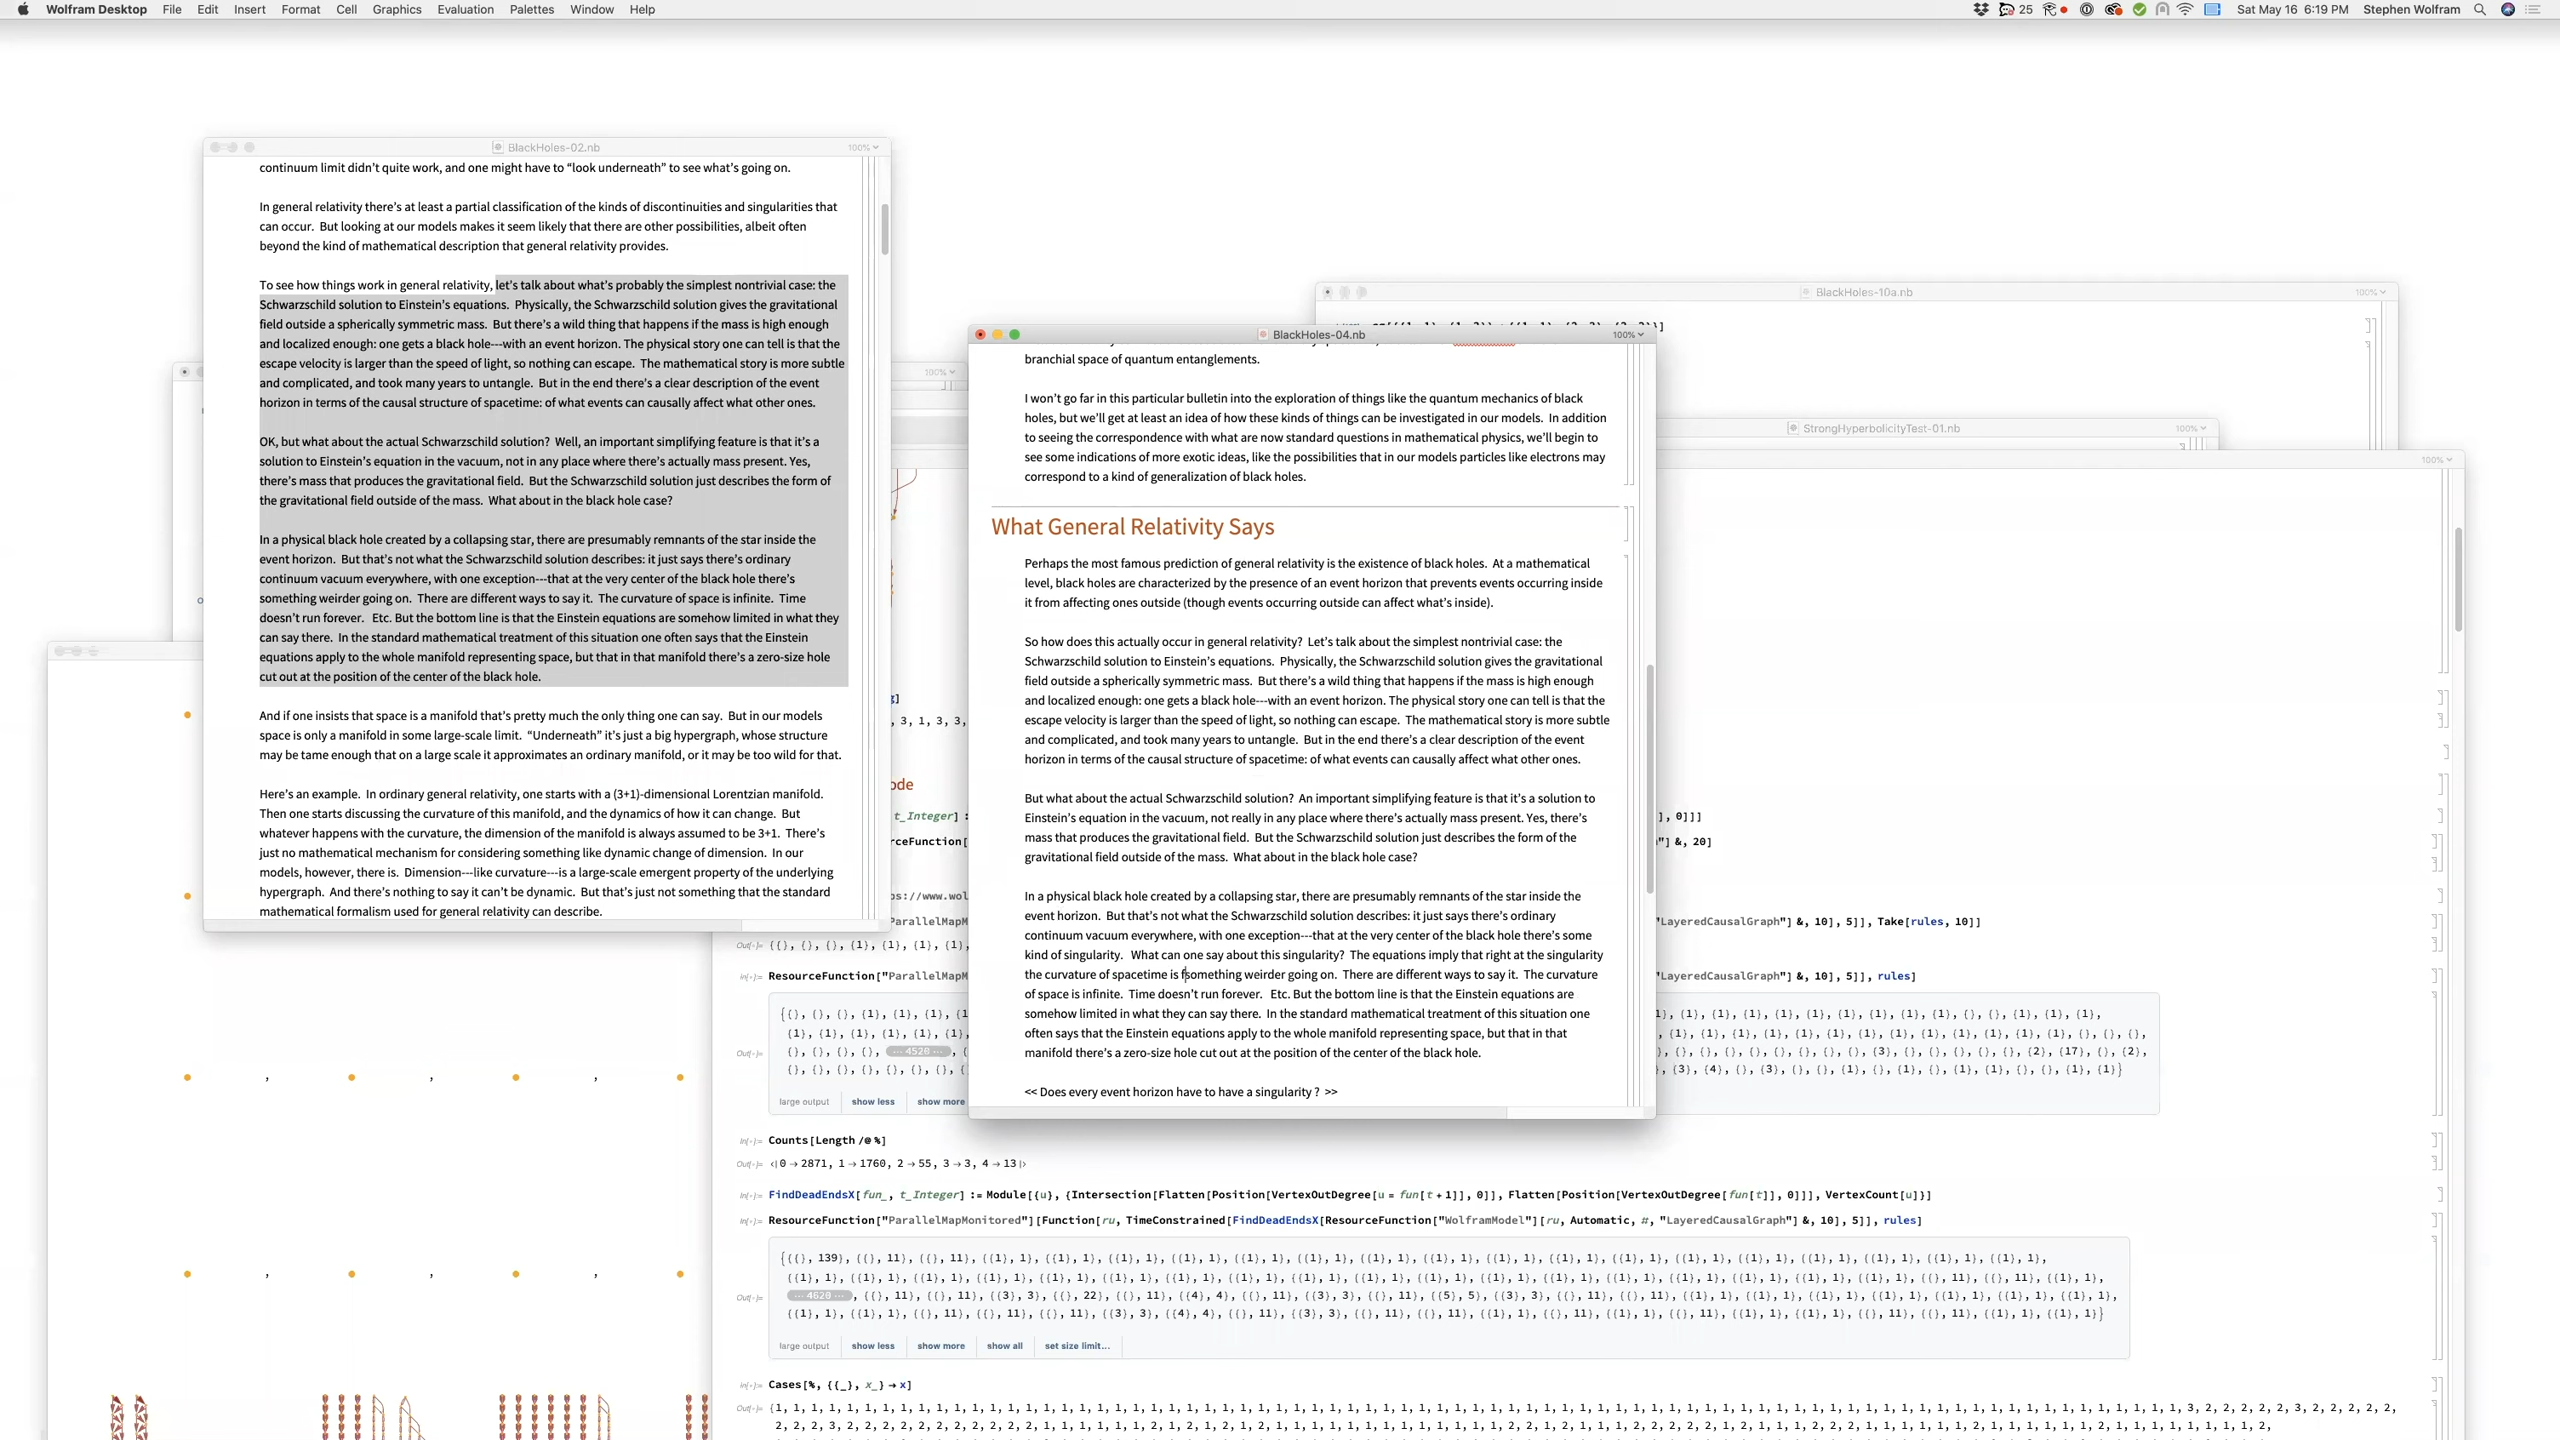 Wolfram Desktop File Edit Insert Format Cell Graphics Evaluation Palettes Window Help
25
Sat May 16 6:19 PM Stephen Wolfram
BlackHoles-02.nb
100%
continuum limit didn't quite work, and one might have to “look underneath” to see what's going on.
In general relativity there's at least a partial classification of the kinds of discontinuities and singularities that
can occur. But looking at our models makes it seem likely that there are other possibilities, albeit often
beyond the kind of mathematical description that general relativity provides.
To see how things work in general relativity, let's talk about what's probably the simplest nontrivial case: the
Schwarzschild solution to Einstein's equations. Physically, the Schwarzschild solution gives the gravitational
field outside a spherically symmetric mass. But there's a wild thing that happens if the mass is high enough
and localized enough: one gets a black hole---with an event horizon. The physical story one can tell is that the
escape velocity is larger than the speed of light, so nothing can escape. The mathematical story is more subtle
and complicated, and took many years to untangle. But in the end there's a clear description of the event
horizon in terms of the causal structure of spacetime: of what events can causally affect what other ones.
OK, but what about the actual Schwarzschild solution? Well, an important simplifying feature is that it's a
solution to Einstein's equation in the vacuum, not in any place where there's actually mass present. Yes,
there's mass that produces the gravitational field. But the Schwarzschild solution just describes the form of
the gravitational field outside of the mass. What about in the black hole case?
In a physical black hole created by a collapsing star, there are presumably remnants of the star inside the
event horizon. But that's not what the Schwarzschild solution describes: it just says there's ordinary
continuum vacuum everywhere, with one exception---that at the very center of the black hole there's
something weirder going on. There are different ways to say it. The curvature of space is infinite. Time
doesn't run forever. Etc. But the bottom line is that the Einstein equations are somehow limited in what they
can say there. In the standard mathematical treatment of this situation one often says that the Einstein
equations apply to the whole manifold representing space, but that in that manifold there's a zero-size hole
cut out at the position of the center of the black hole.
And if one insists that space is a manifold that's pretty much the only thing one can say. But in our models
space is only a manifold in some large-scale limit. “Underneath” it's just a big hypergraph, whose structure
may be tame enough that on a large scale it approximates an ordinary manifold, or it may be too wild for that.
Here's an example. In ordinary general relativity, one starts with a (3+1)-dimensional Lorentzian manifold.
Then one starts discussing the curvature of this manifold, and the dynamics of how it can change. But
whatever happens with the curvature, the dimension of the manifold is always assumed to be 3+1. There's
just no mathematical mechanism for considering something like dynamic change of dimension. In our
models, however, there is. Dimension---like curvature---is a large-scale emergent property of the underlying
hypergraph. And there's nothing to say it can't be dynamic. But that's just not something that the standard
mathematical formalism used for general relativity can describe.
BlackHoles-10a.nb
100%
BlackHoles-04.nb
100%
branchial space of quantum entanglements.
I won't go far in this particular bulletin into the exploration of things like the quantum mechanics of black
holes, but we'll get at least an idea of how these kinds of things can be investigated in our models. In addition
to seeing the correspondence with what are now standard questions in mathematical physics, we'll begin to
see some indications of more exotic ideas, like the possibilities that in our models particles like electrons may
correspond to a kind of generalization of black holes.
What General Relativity Says
Perhaps the most famous prediction of general relativity is the existence of black holes. At a mathematical
level, black holes are characterized by the presence of an event horizon that prevents events occurring inside
it from affecting ones outside (though events occurring outside can affect what's inside).
So how does this actually occur in general relativity? Let's talk about the simplest nontrivial case: the
Schwarzschild solution to Einstein's equations. Physically, the Schwarzschild solution gives the gravitational
field outside a spherically symmetric mass. But there's a wild thing that happens if the mass is high enough
and localized enough: one gets a black hole---with an event horizon. The physical story one can tell is that the
escape velocity is larger than the speed of light, so nothing can escape. The mathematical story is more subtle
and complicated, and took many years to untangle. But in the end there's a clear description of the event
horizon in terms of the causal structure of spacetime: of what events can causally affect what other ones.
But what about the actual Schwarzschild solution? An important simplifying feature is that it's a solution to
Einstein's equation in the vacuum, not really in any place where there's actually mass present. Yes, there's
mass that produces the gravitational field. But the Schwarzschild solution just describes the form of the
gravitational field outside of the mass. What about in the black hole case?
In a physical black hole created by a collapsing star, there are presumably remnants of the star inside the
event horizon. But that's not what the Schwarzschild solution describes: it just says there's ordinary
continuum vacuum everywhere, with one exception---that at the very center of the black hole there's some
kind of singularity. What can one say about this singularity? The equations imply that right at the singularity
the curvature of spacetime is something weirder going on. There are different ways to say it. The curvature
of space is infinite. Time doesn't run forever. Etc. But the bottom line is that the Einstein equations are
somehow limited in what they can say there. In the standard mathematical treatment of this situation one
often says that the Einstein equations apply to the whole manifold representing space, but that in that
manifold there's a zero-size hole cut out at the position of the center of the black hole.
<< Does every event horizon have to have a singularity ? >>
StrongHyperbolicityTest-01.nb
100%
100%
100%
, 3, 1, 3, 3,
ode
t_Integer] :
], 0]]]
rceFunction[
"] &, 20]
ps://www.wol
ParallelMapM
"LayeredCausalGraph"] &, 10], 5]], Take[rules, 10]]
Out[•]= {{}, {}, {}, {1}, {1}, {1},
In[•]:= ResourceFunction["ParallelMapM
LayeredCausalGraph"] &, 10], 5]], rules]
large output show less show more
In[•]:= Counts[Length /@ %]
Out[•]= <|0 → 2871, 1 → 1760, 2 → 55, 3 → 3, 4 → 13|>
In[•]:= FindDeadEndsX[fun_, t_Integer] := Module[{u}, {Intersection[Flatten[Position[VertexOutDegree[u = fun[t + 1]], 0]], Flatten[Position[VertexOutDegree[fun[t]], 0]]], VertexCount[u]}]
In[•]:= ResourceFunction["ParallelMapMonitored"][Function[ru, TimeConstrained[FindDeadEndsX[ResourceFunction["WolframModel"][ru, Automatic, #, "LayeredCausalGraph"] &, 10], 5]], rules]
large output show less show more show all set size limit...
In[•]:= Cases[%, {{_}, x_} → x]